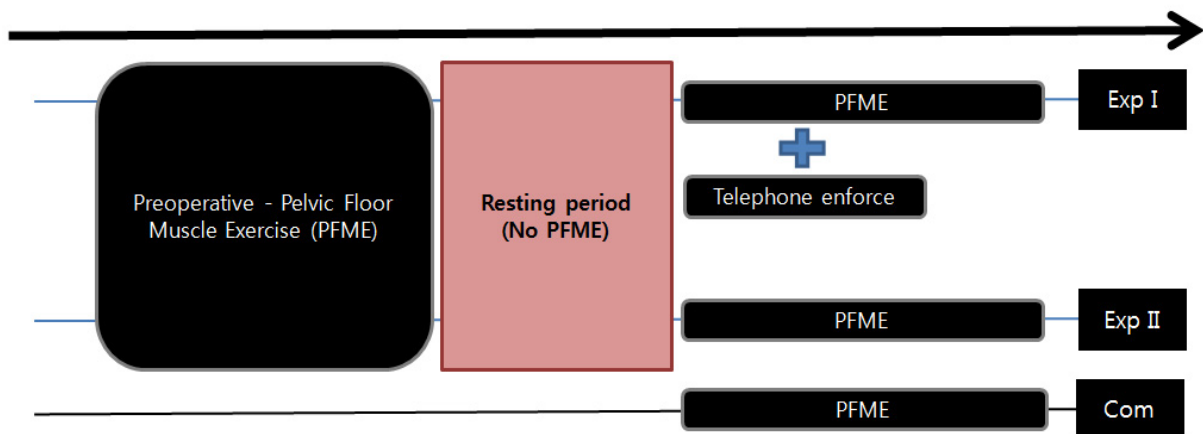 PFME
Exp I
Preoperative - Pelvic Floor
Muscle Exercise (PFME)
Resting period
(No PFME)
Telephone enforce
PFME
Exp II
PFME
Com